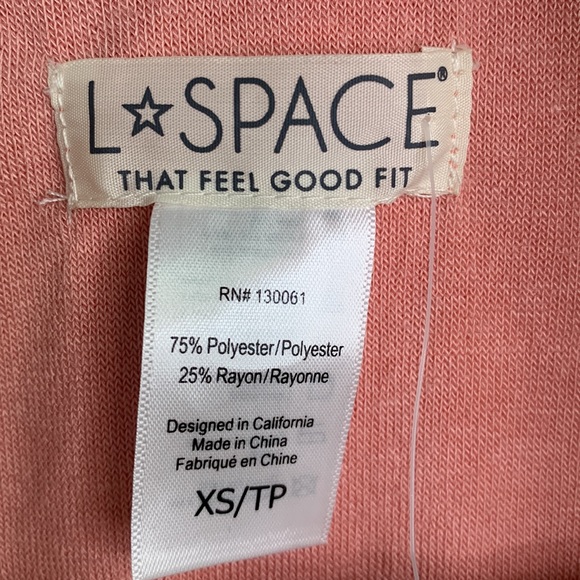 L☆SPACE®
THAT FEEL GOOD FIT
RN# 130061
75% Polyester/Polyester
25% Rayon/Rayonne
Designed in California
Made in China
Fabriqué en Chine
XS/TP